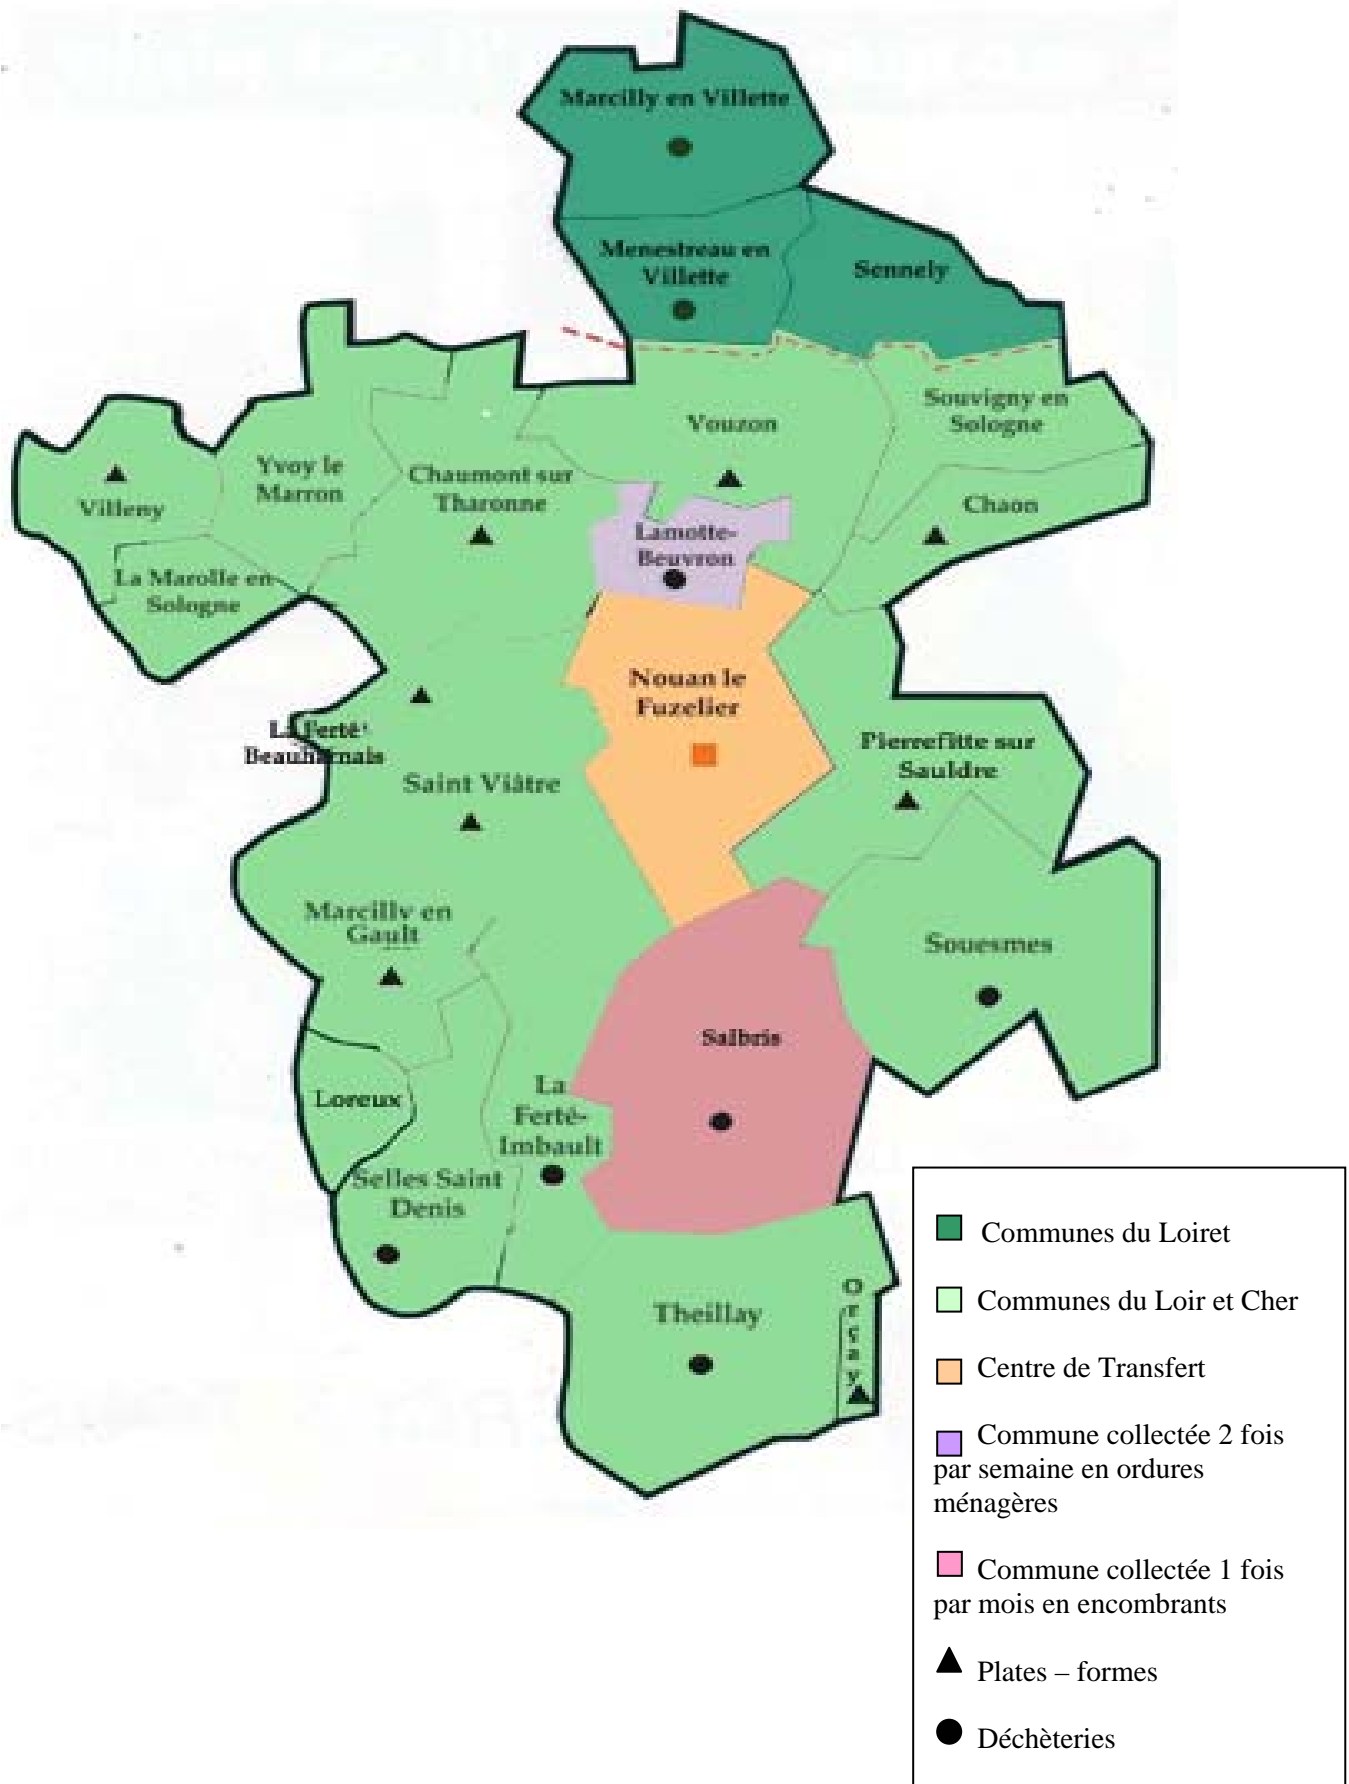 Marcilly en Villette
Menestreau en
Villette
Sennely
Souvigny en
Sologne
Vouzon
Yvoy le
Marron
Chaumont sur
Tharonne
Villeny
Chaon
Lamotte-
Beuvron
La Marolle en
Sologne
Nouan le
Fuzelier
La Ferté
Beauharnais
Pierrefitte sur
Sauldre
Saint Viâtre
Marcilly en
Gault
Souesmes
Salbris
Loreux
La
Ferté-
Imbault
Selles Saint
Denis
Theillay
Orçay
Communes du Loiret
Communes du Loir et Cher
Centre de Transfert
Commune collectée 2 fois
par semaine en ordures
ménagères
Commune collectée 1 fois
par mois en encombrants
Plates – formes
Déchèteries